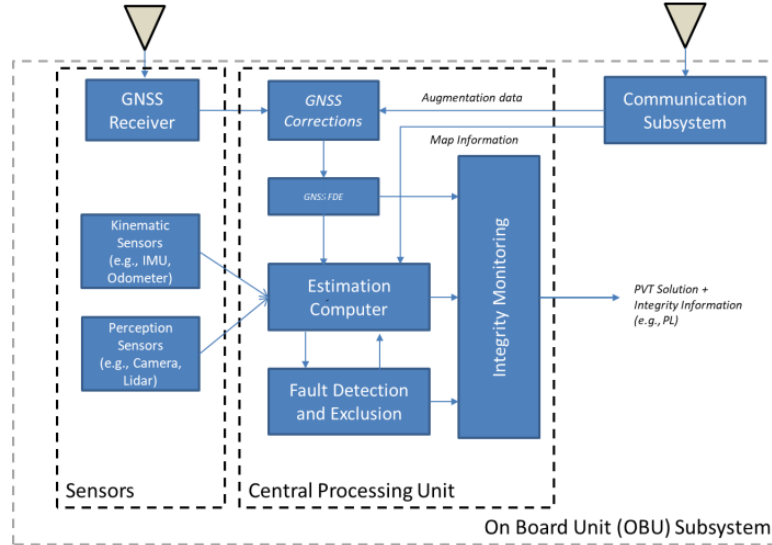 GNSS
Receiver
GNSS
Corrections
Augmentation data
Communication
Subsystem
Map Information
GNSS FDE
Kinematic
Sensors
(e.g., IMU,
Odometer)
Estimation
Computer
Integrity Monitoring
PVT Solution +
Integrity Information
(e.g., PL)
Perception
Sensors
(e.g., Camera,
Lidar)
Fault Detection
and Exclusion
Sensors
Central Processing Unit
On Board Unit (OBU) Subsystem